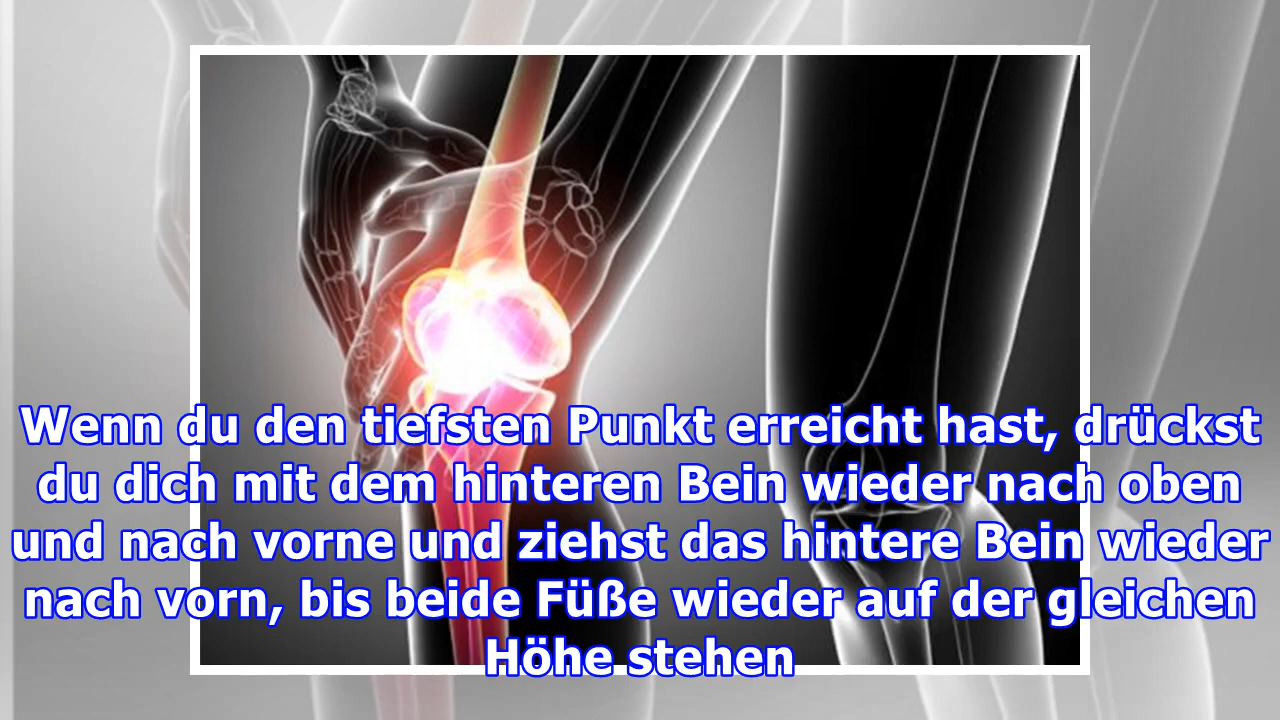 Wenn du den tiefsten Punkt erreicht hast, drückst
du dich mit dem hinteren Bein wieder nach oben
und nach vorne und ziehst das hintere Bein wieder
nach vorn, bis beide Füße wieder auf der gleichen
Höhe stehen